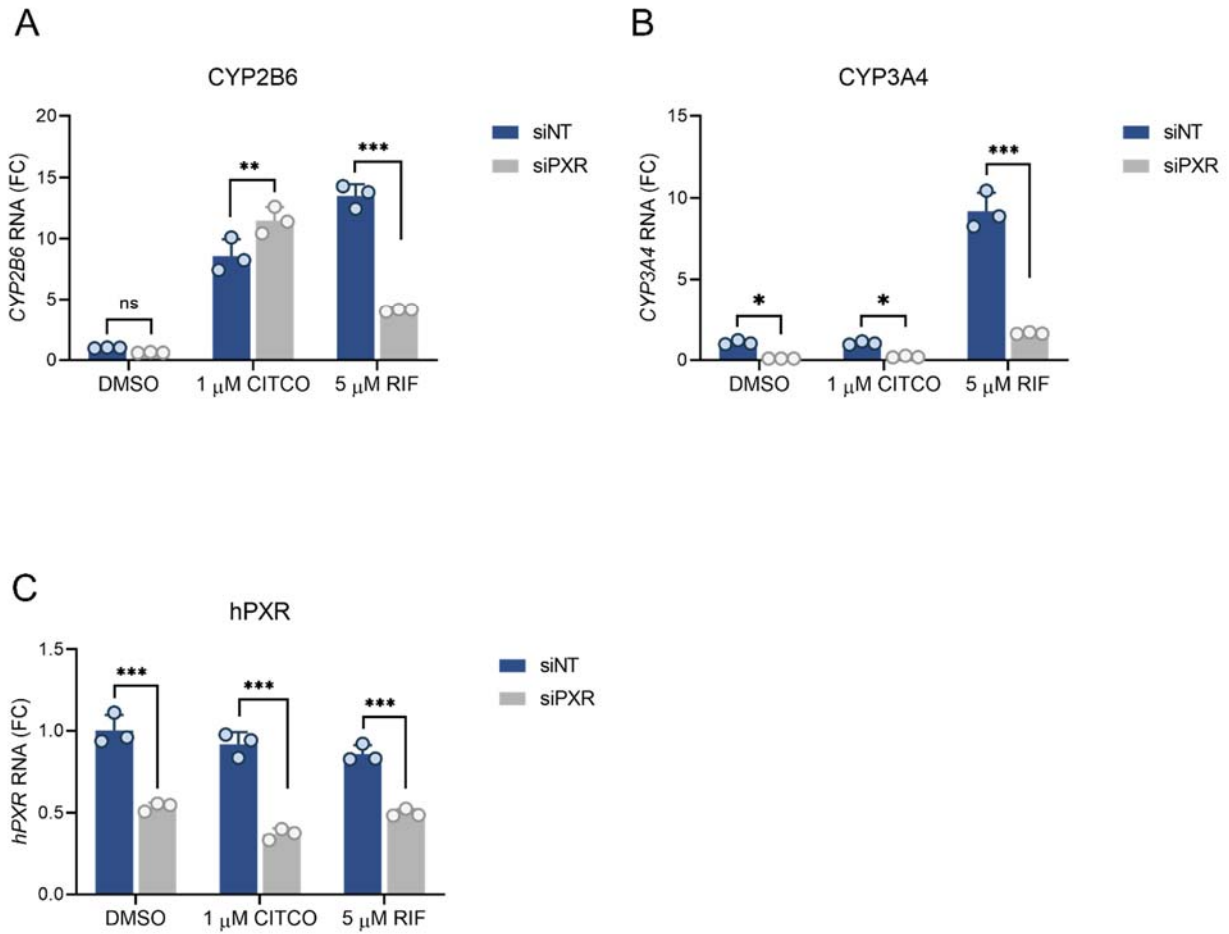 A
CYP2B6
CYP2B6 RNA (FC)
20
15
10
5
0
ns
**
***
DMSO
1 μM CITCO
5 μM RIF
siNT
siPXR
B
CYP3A4
CYP3A4 RNA (FC)
15
10
5
0
*
*
***
DMSO
1 μM CITCO
5 μM RIF
siNT
siPXR
C
hPXR
hPXR RNA (FC)
1.5
1.0
0.5
0.0
***
***
***
DMSO
1 μM CITCO
5 μM RIF
siNT
siPXR